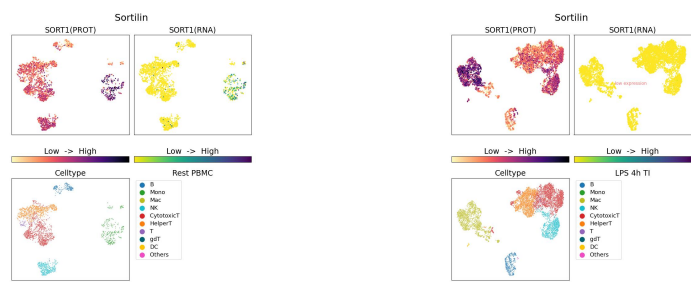 Sortilin
SORT1(PROT)
SORT1(RNA)
Low -> High
Low -> High
Celltype
Rest PBMC
B
Mono
Mac
NK
CytotoxicT
HelperT
T
gdT
DC
Others
Sortilin
SORT1(PROT)
SORT1(RNA)
expression
Low -> High
Low -> High
Celltype
LPS 4h TI
B
Mono
Mac
NK
CytotoxicT
HelperT
T
gdT
DC
Others